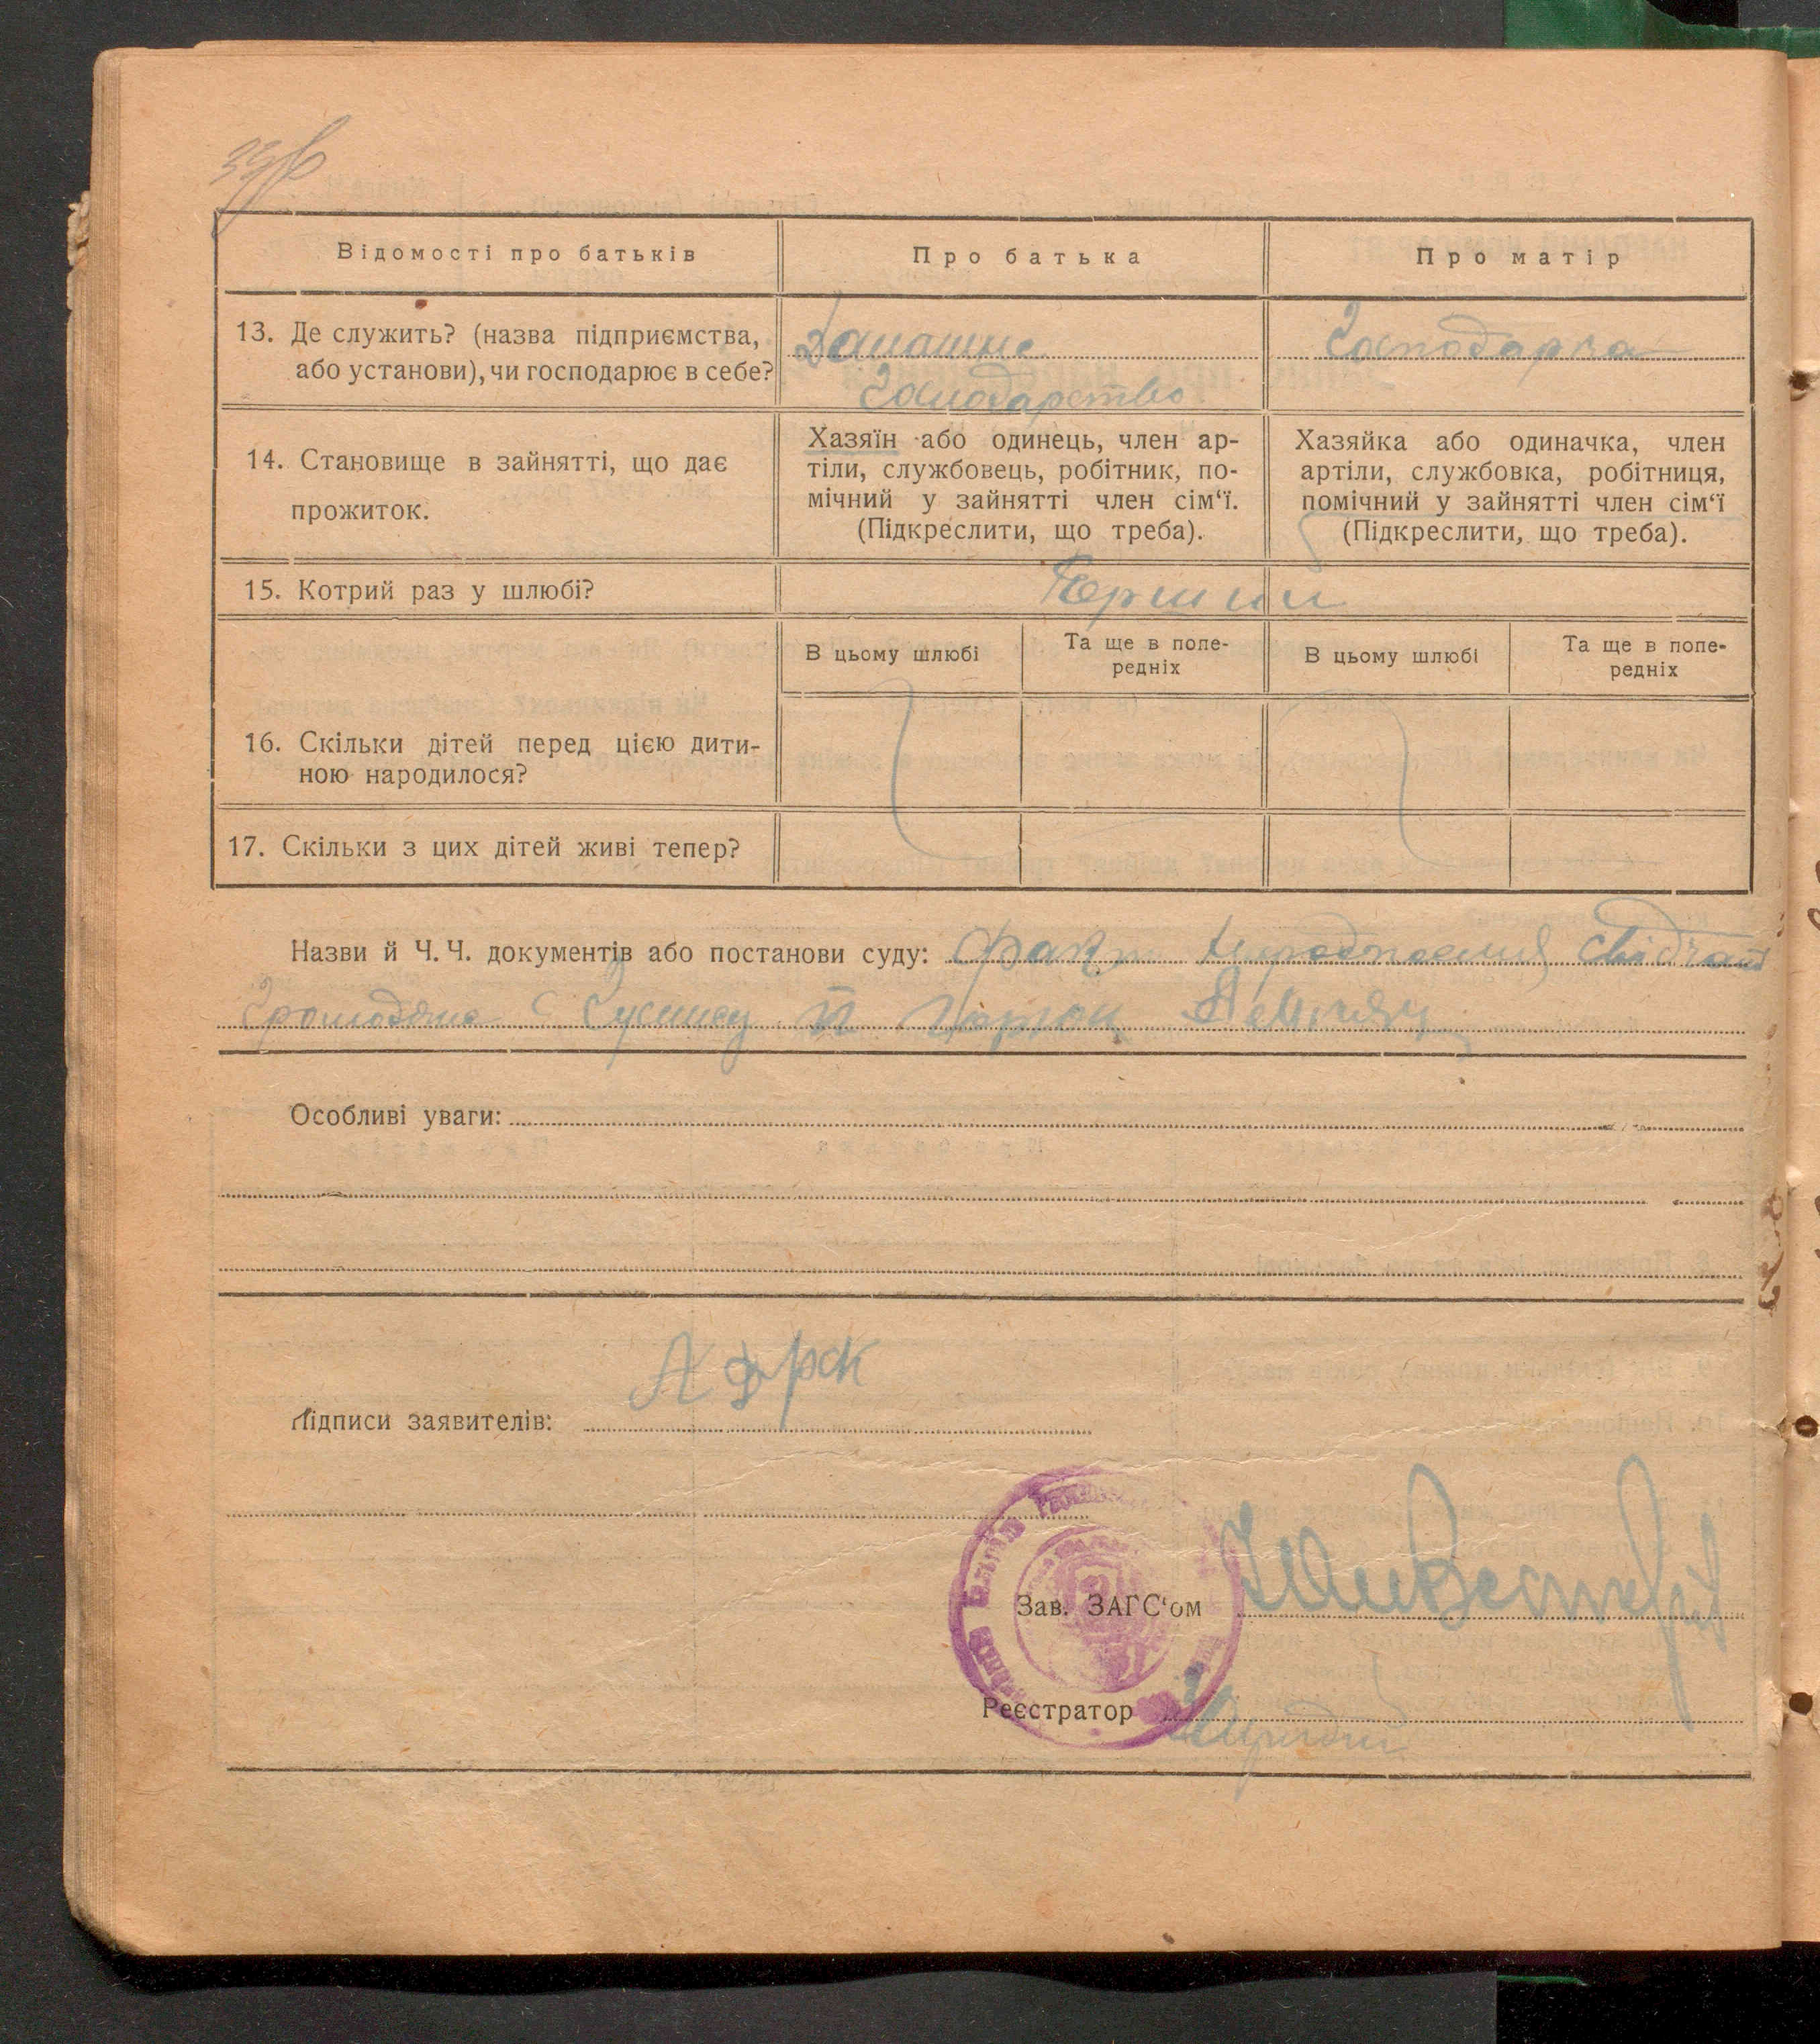 Відомості про батьків
Про батька
Про матір
13. Де служить? (назва підприємства,
або установи), чи господарює в себе?
Домашнє
Господарство
Господарка
14. Становище в зайнятті, що дає
прожиток.
Хазяїн або одинець, член ар-
тіли, службовець, робітник, по-
мічний у зайнятті член сім‘ї.
(Підкреслити, що треба).
Хазяйка або одиначка, член
артіли, службовка, робітниця,
помічний у зайнятті член сім‘ї
(Підкреслити, що треба).
15. Котрий раз у шлюбі?
Перший
16. Скільки дітей перед цією дити-
ною народилося?
В цьому шлюбі
Та ще в попе-
редніх
В цьому шлюбі
Та ще в попе-
редніх
17. Скільки з цих дітей живі тепер?
Назви й Ч. Ч. документів або постанови суду: факт
Особливі уваги:
Підписи заявителів:
Зав. ЗАГС‘ом
Реєстратор